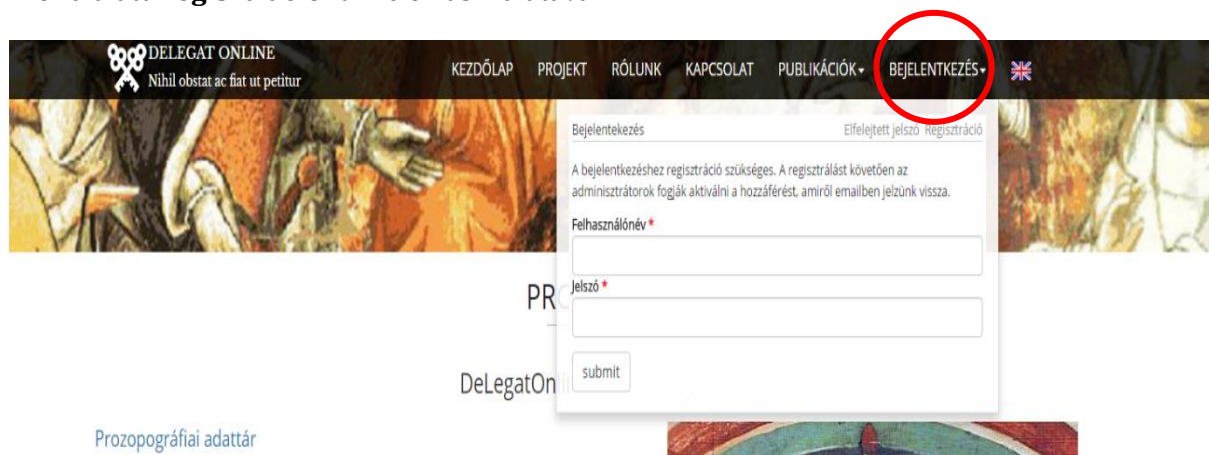 DELEGAT ONLINE
Nihil obstat ac fiat ut petitur
KEZDŐLAP PROJEKT RÓLUNK KAPCSOLAT PUBLIKÁCIÓK BEJELENTKEZÉS
Bejelentekezés Elfelejtett jelszó Regisztráció
A bejelentkezéshez regisztráció szükséges. A regisztrálást követően az
adminisztrátorok fogják aktiválni a hozzáférést, amiről emailben jelzünk vissza.
Felhasználónév *
PR
Jelszó *
submit
DeLegatOn
Prozopográfiai adattár